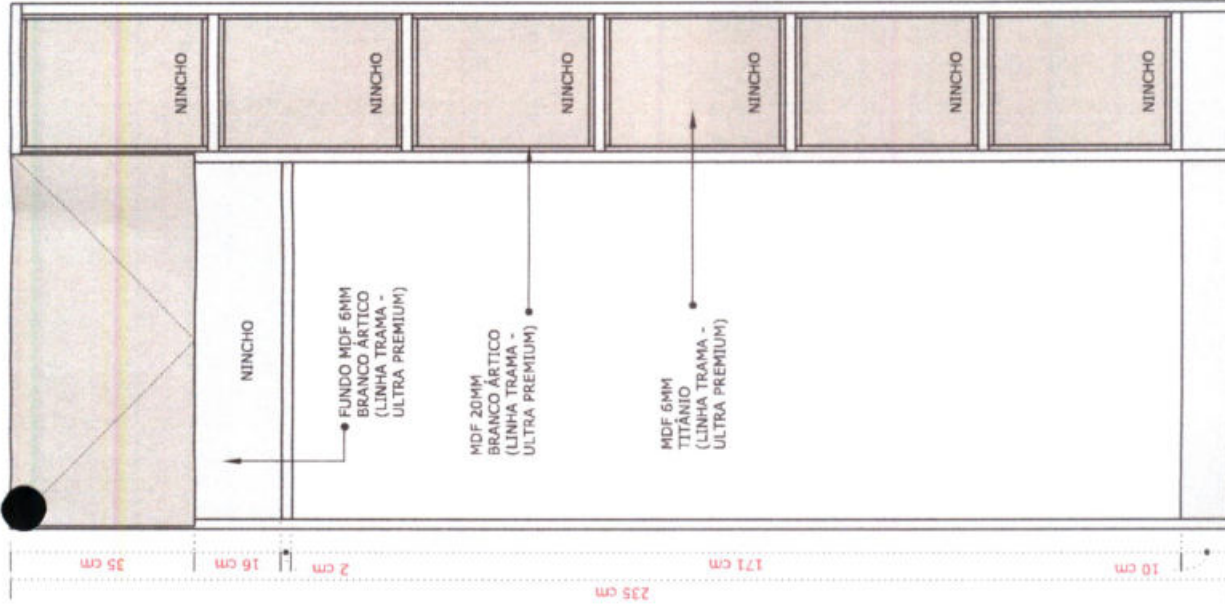 NINCHO
NINCHO
NINCHO
NINCHO
NINCHO
NINCHO
NINCHO
FUNDO MDF 6MM
BRANCO ÁRTICO
(LINHA TRAMA -
ULTRA PREMIUM)
MDF 20MM
BRANCO ÁRTICO
(LINHA TRAMA -
ULTRA PREMIUM)
MDF 6MM
TITÂNIO
(LINHA TRAMA -
ULTRA PREMIUM)
35 cm
16 cm
2 cm
171 cm
10 cm
235 cm